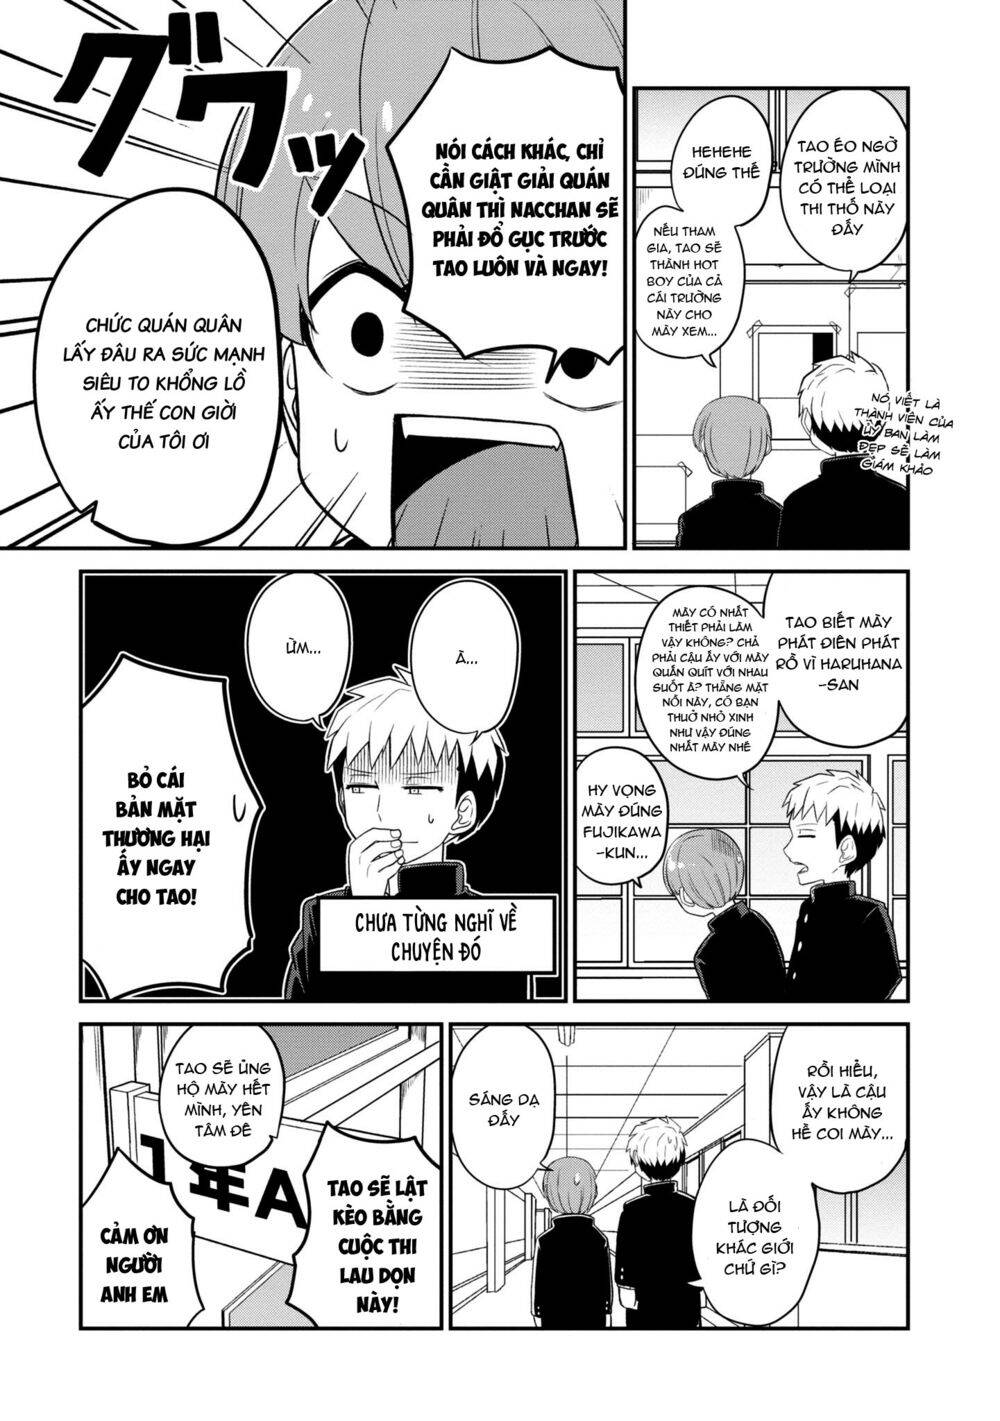 TAO ÉO NGỜ
TRƯỜNG MÌNH
CÓ THỂ LOẠI
THI THỐ NÀY
ĐẤY
HEHEHE
ĐÚNG THẾ
NẾU THAM
GIA, TAO SẼ
THÀNH HOT
BOY CỦA CẢ
CÁI TRƯỜNG
NÀY CHO
MÀY XEM...
NÓ VIẾT LÀ
THÀNH VIÊN CỦA
ỦY BAN LÀM
ĐẸP SẼ LÀM
GIÁM KHẢO
NÓI CÁCH KHÁC, CHỈ
CẦN GIẬT GIẢI QUÁN
QUÂN THÌ NACCHAN SẼ
PHẢI ĐỔ GỤC TRƯỚC
TAO LUÔN VÀ NGAY!
グワッ
CHỨC QUÁN QUÂN
LẤY ĐÂU RA SỨC MẠNH
SIÊU TO KHỔNG LỒ
ẤY THẾ CON GIỜI
CỦA TÔI ƠI
TAO BIẾT MÀY
PHÁT ĐIÊN PHÁT
RỒ VÌ HARUHANA
-SAN
MÀY CÓ NHẤT
THIẾT PHẢI LÀM
VẬY KHÔNG? CHẢ
PHẢI CẬU ẤY VỚI MÀY
QUẤN QUÍT VỚI NHAU
SUỐT À? THẲNG MẶT
NỖI NÀY, CÓ BẠN
THUỞ NHỎ XINH
NHƯ VẬY ĐÚNG
NHẤT MÀY NHÉ
HY VỌNG
MÀY ĐÚNG
FUJIKAWA
-KUN...
À...
ỪM...
CHƯA TỪNG NGHĨ VỀ
CHUYỆN ĐÓ
BỎ CÁI
BẢN MẶT
THƯƠNG HẠI
ẤY NGAY
CHO TAO!
RỒI HIỂU,
VẬY LÀ CẬU
ẤY KHÔNG
HỀ COI MÀY...
LÀ ĐỐI
TƯỢNG
KHÁC GIỚI
CHỨ GÌ?
SÁNG DẠ
ĐẤY
TAO SẼ ỦNG
HỘ MÀY HẾT
MÌNH, YÊN
TÂM ĐÊ
1年A
TAO SẼ LẬT
KÈO BẰNG
CUỘC THI
LAU DỌN
NÀY!
CẢM ƠN
NGƯỜI
ANH EM